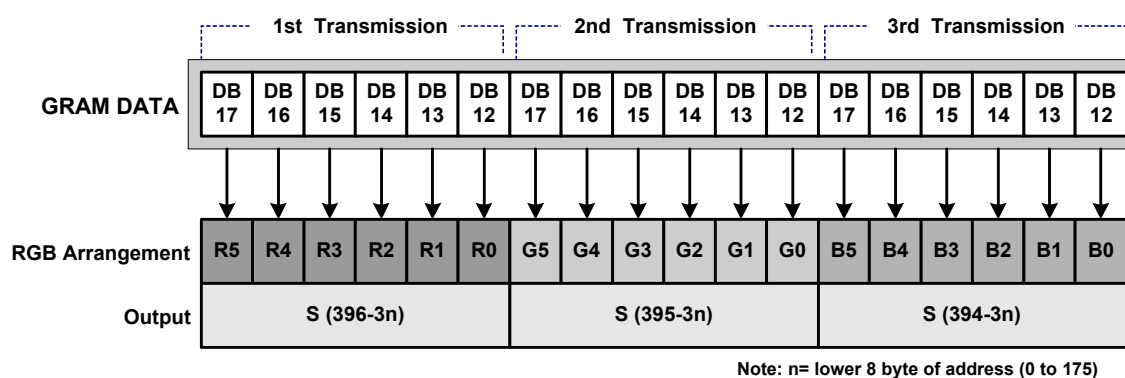 1st Transmission 2nd Transmission 3rd Transmission
GRAM DATA
DB 17 DB 16 DB 15 DB 14 DB 13 DB 12 DB 17 DB 16 DB 15 DB 14 DB 13 DB 12 DB 17 DB 16 DB 15 DB 14 DB 13 DB 12
RGB Arrangement R5 R4 R3 R2 R1 R0 G5 G4 G3 G2 G1 G0 B5 B4 B3 B2 B1 B0
Output S (396-3n) S (395-3n) S (394-3n)
Note: n= lower 8 byte of address (0 to 175)